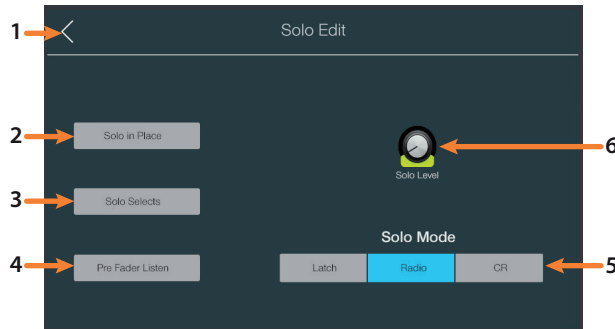 1
Solo Edit
2
Solo in Place
6
Solo Level
3
Solo Selects
Solo Mode
4
Pre Fader Listen
Latch
Radio
CR
5